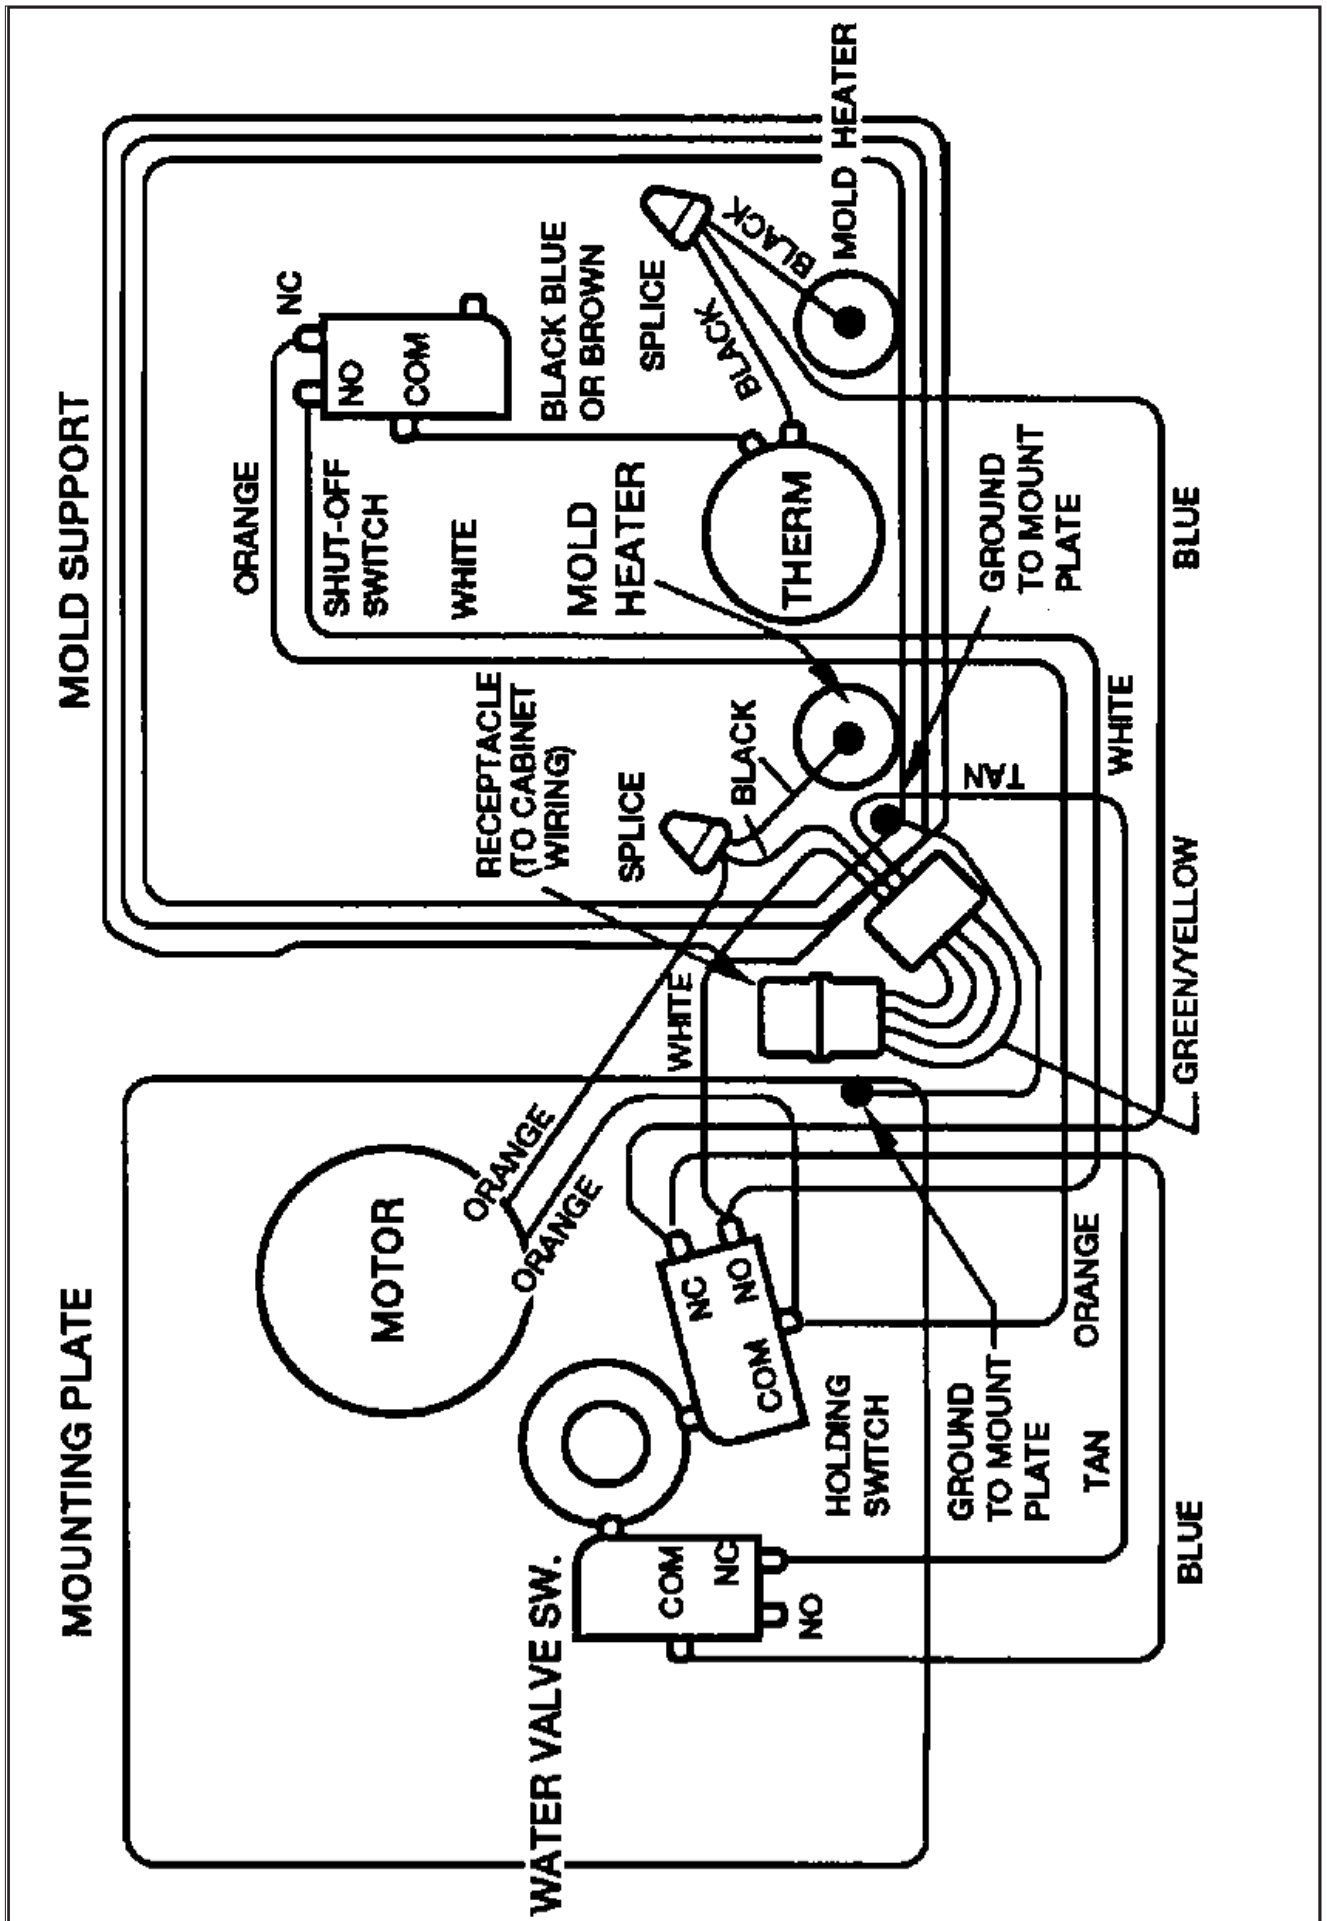 MOUNTING PLATE
MOLD SUPPORT
MOTOR
ORANGE
ORANGE
WATER VALVE SW.
COM
NC
NO
NC
NO
COM
HOLDING
SWITCH
GROUND
TO MOUNT
PLATE
TAN
ORANGE
BLUE
WHITE
RECEPTACLE
(TO CABINET
WIRING)
SPLICE
BLACK
GREEN/YELLOW
TAN
WHITE
ORANGE
SHUT-OFF
SWITCH
WHITE
NC
NO
COM
MOLD
HEATER
BLACK BLUE
OR BROWN
SPLICE
BLACK
BLACK
THERM
MOLD HEATER
GROUND
TO MOUNT
PLATE
BLUE